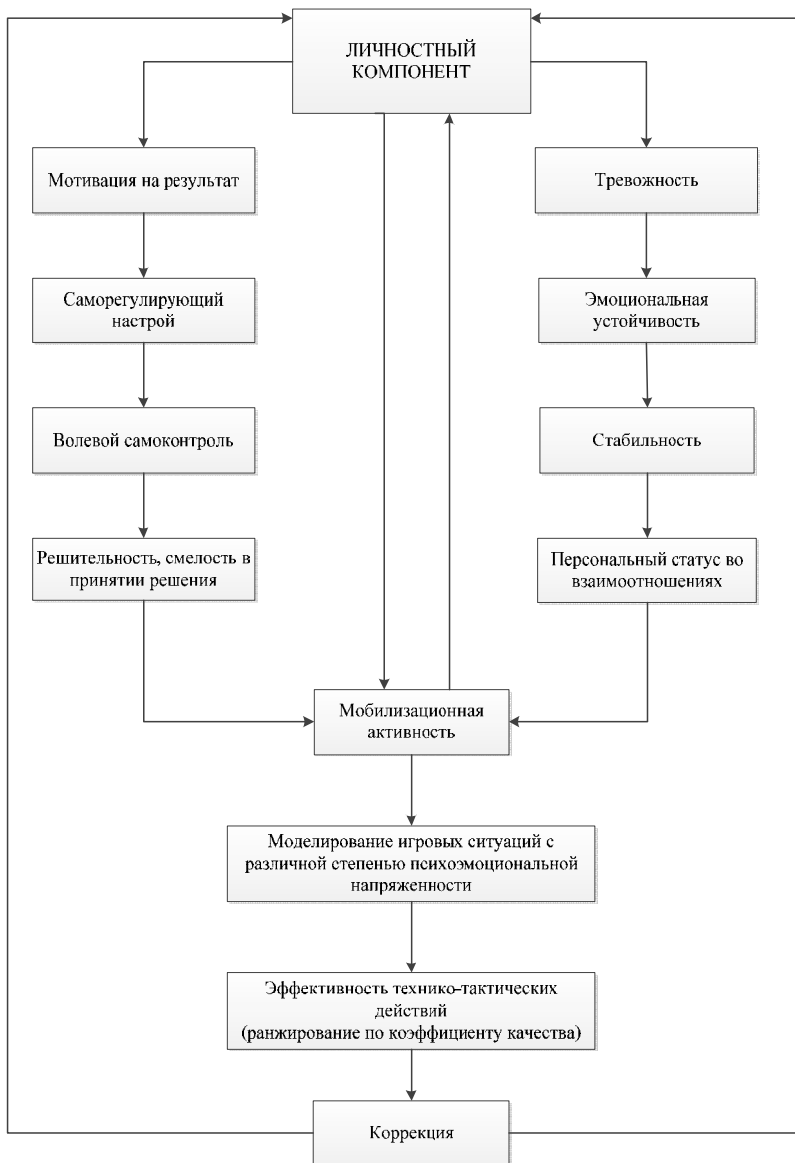 ЛИЧНОСТНЫЙ
КОМПОНЕНТ
Мотивация на результат
Тревожность
Саморегулирующий
настрой
Эмоциональная
устойчивость
Волевой самоконтроль
Стабильность
Решительность, смелость в
принятии решения
Персональный статус во
взаимоотношениях
Мобилизационная
активность
Моделирование игровых ситуаций с
различной степенью психоэмоциональной
напряженности
Эффективность технико-тактических
действий
(ранжирование по коэффициенту качества)
Коррекция